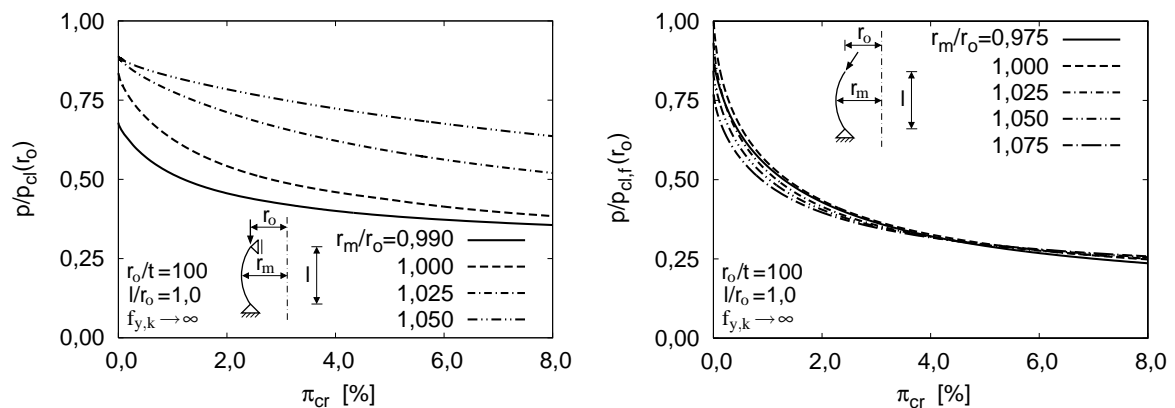 p/p_cl(r_o)
1,00
0,75
0,50
0,25
0,00
r_o
r_m
l
r_m/r_o=0,990
1,000
1,025
1,050
r_o/t=100
l/r_o=1,0
f_y,k→∞
0,0 2,0 4,0 6,0 8,0
π_cr [%]
p/p_cl,f(r_o)
1,00
0,75
0,50
0,25
0,00
r_o
r_m
l
r_m/r_o=0,975
1,000
1,025
1,050
1,075
r_o/t=100
l/r_o=1,0
f_y,k→∞
0,0 2,0 4,0 6,0 8,0
π_cr [%]